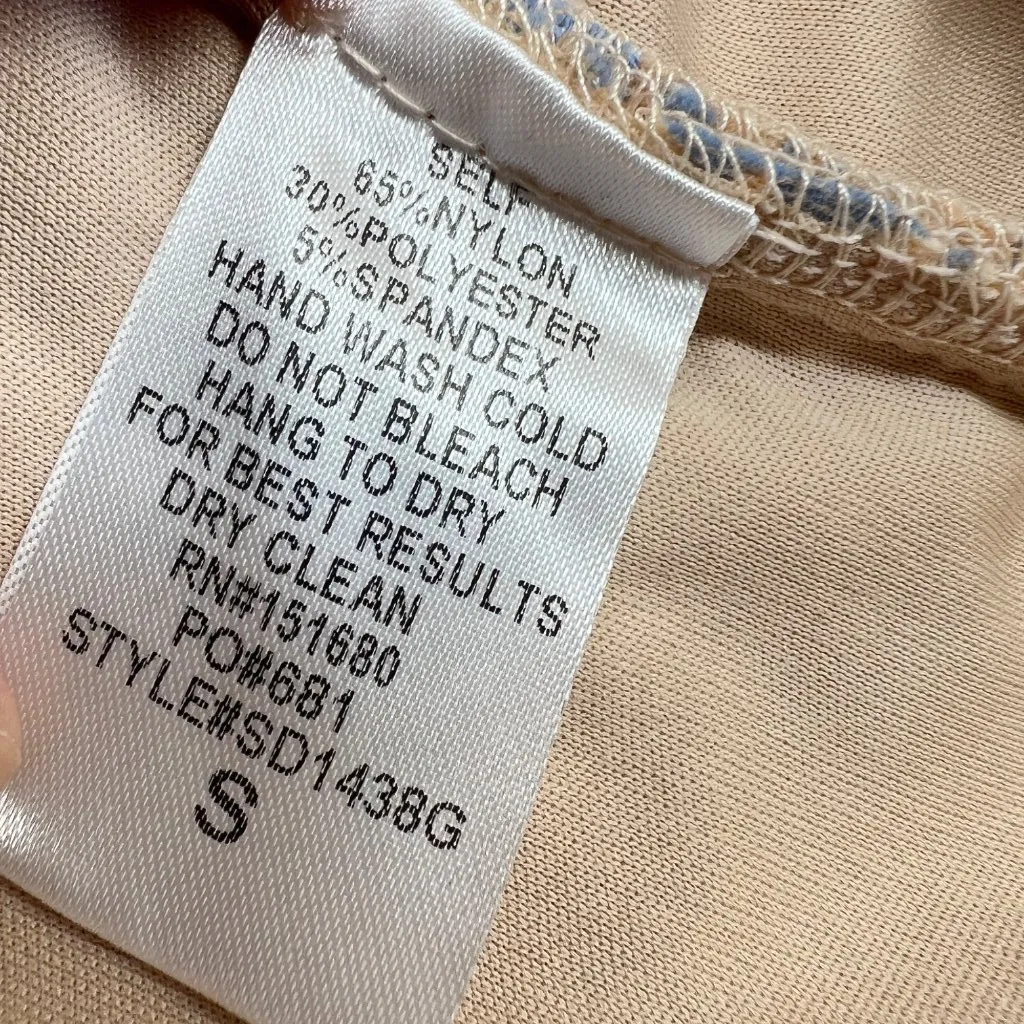 SELF
65%NYLON
30%POLYESTER
5%SPANDEX
HAND WASH COLD
DO NOT BLEACH
HANG TO DRY
FOR BEST RESULTS
DRY CLEAN
RN#151680
PO#681
STYLE#SD1438G
S